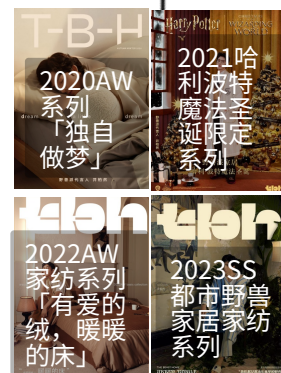 T-B-H
2020AW
系列
「独自
做梦」
dream
dream
Harry Potter
2021哈
利波特
魔法圣
诞限定
系列
tbh
2022AW
家纺系列
「有爱的
绒，暖暖
的床」
tbh
2023SS
都市野兽
家居家纺
系列